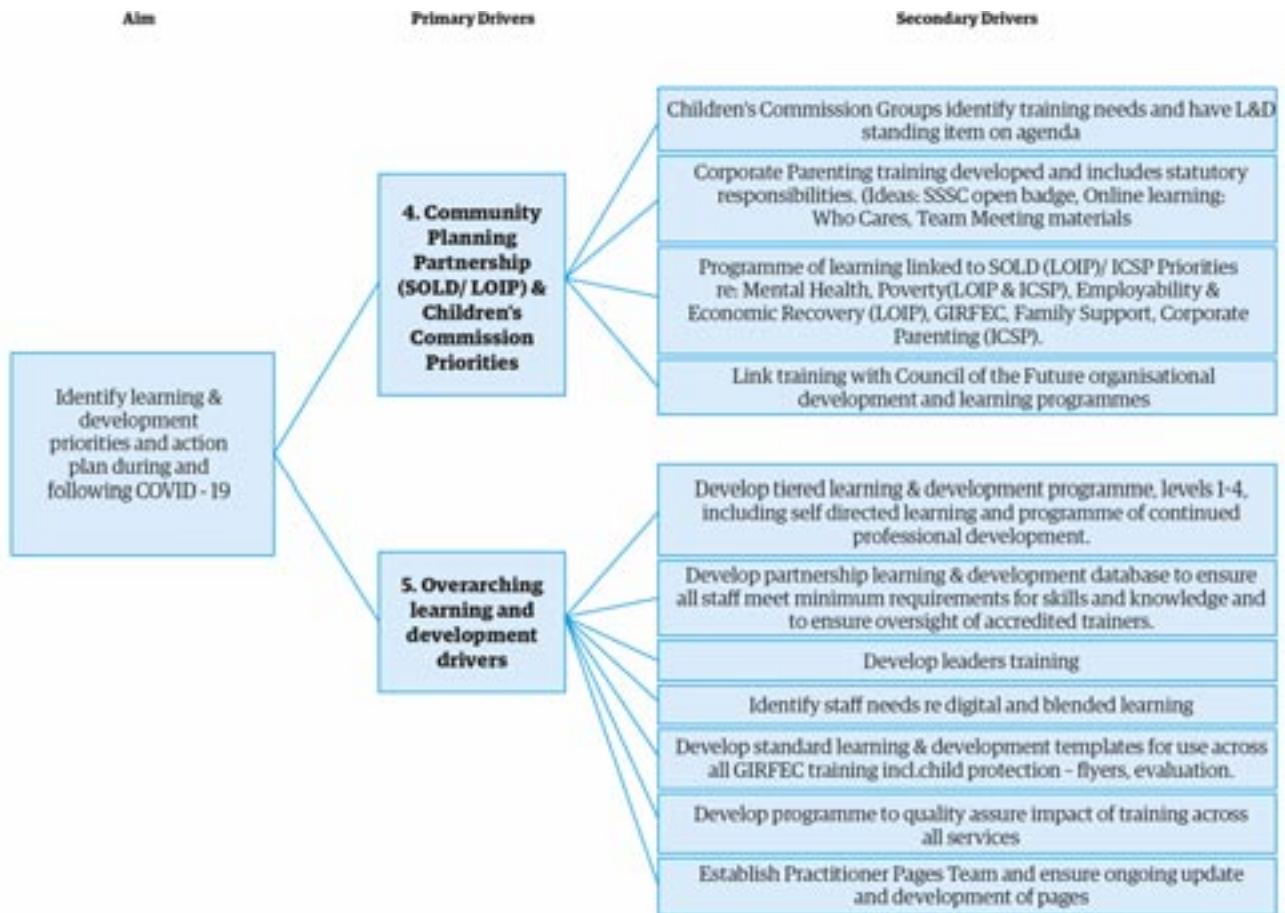 Aim Primary Drivers Secondary Drivers
Children's Commission Groups identify training needs and have L&D
standing item on agenda
Corporate Parenting training developed and includes statutory
responsibilities. (Ideas: SSSC open badge, Online learning:
Who Cares, Team Meeting materials
4. Community
Planning
Partnership
(SOLD/ LOIP) &
Children's
Commission
Priorities
Programme of learning linked to SOLD (LOIP)/ ICSP Priorities
re: Mental Health, Poverty(LOIP & ICSP), Employability &
Economic Recovery (LOIP), GIRFEC, Family Support, Corporate
Parenting (ICSP).
Link training with Council of the Future organisational
development and learning programmes
Identify learning &
development
priorities and action
plan during and
following COVID - 19
Develop tiered learning & development programme, levels 1-4,
including self directed learning and programme of continued
professional development.
5. Overarching
learning and
development
drivers
Develop partnership learning & development database to ensure
all staff meet minimum requirements for skills and knowledge and
to ensure oversight of accredited trainers.
Develop leaders training
Identify staff needs re digital and blended learning
Develop standard learning & development templates for use across
all GIRFEC training incl.child protection – flyers, evaluation.
Develop programme to quality assure impact of training across
all services
Establish Practitioner Pages Team and ensure ongoing update
and development of pages